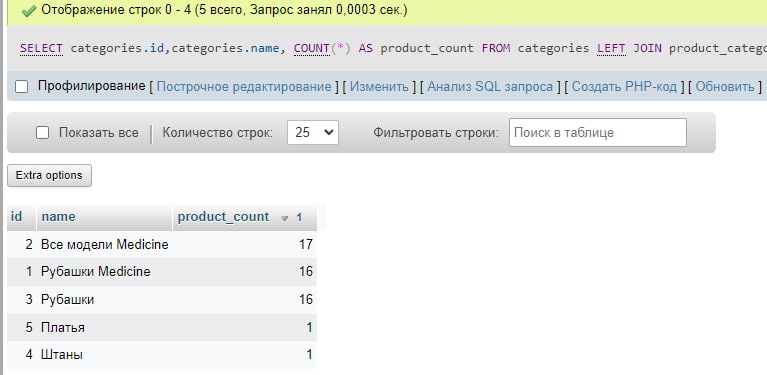 Отображение строк 0 - 4 (5 всего, Запрос занял 0,0003 сек.)
SELECT categories.id,categories.name, COUNT(*) AS product_count FROM categories LEFT JOIN product_catego
Профилирование [ Построчное редактирование ] [ Изменить ] [ Анализ SQL запроса ] [ Создать PHP-код ] [ Обновить ]
Показать все Количество строк: 25 Фильтровать строки: Поиск в таблице
Extra options
id name product_count 1
2 Все модели Medicine 17
1 Рубашки Medicine 16
3 Рубашки 16
5 Платья 1
4 Штаны 1